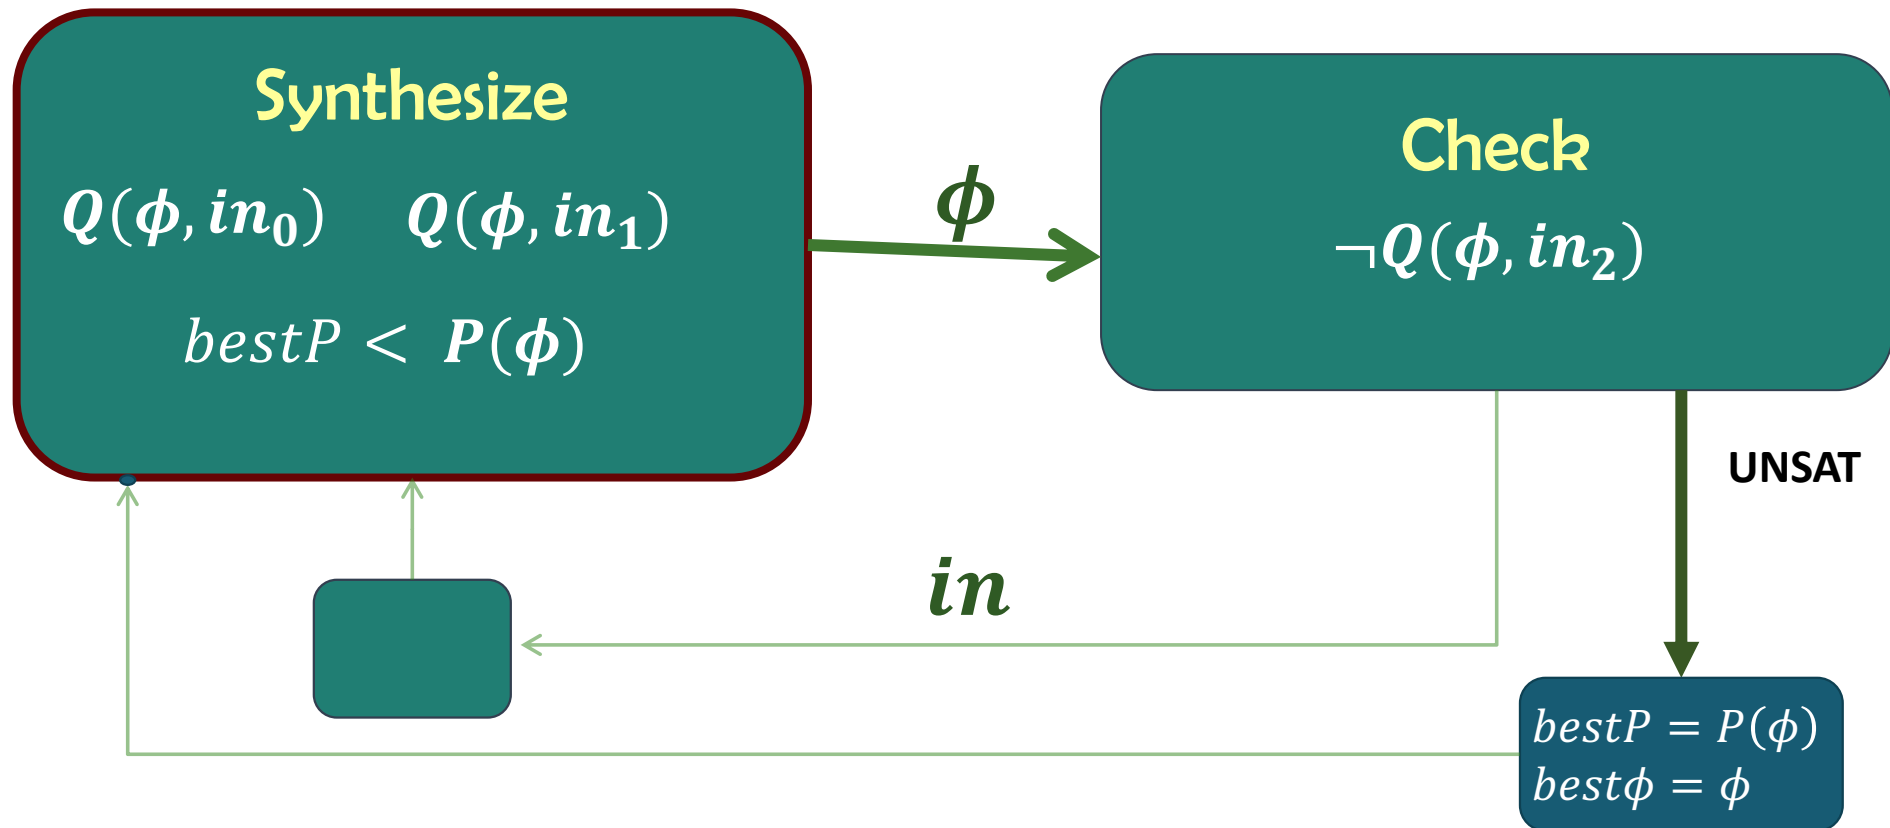 Synthesize
Q(ϕ, in₀) Q(ϕ, in₁)
bestP < P(ϕ)
ϕ
Check
¬Q(ϕ, in₂)
UNSAT
in
bestP = P(ϕ)
bestϕ = ϕ